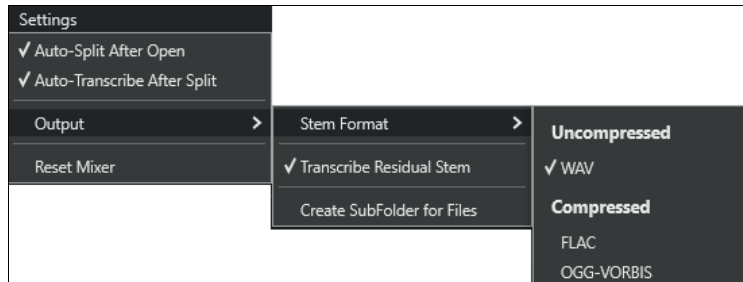 Settings
✓ Auto-Split After Open
✓ Auto-Transcribe After Split
Output >
Reset Mixer
Stem Format >
✓ Transcribe Residual Stem
Create SubFolder for Files
Uncompressed
✓ WAV
Compressed
FLAC
OGG-VORBIS